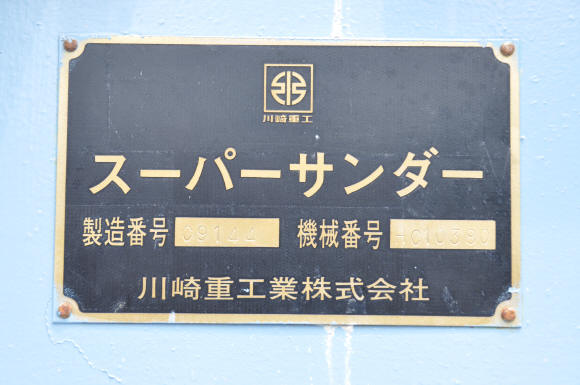 川崎重工
スーパーサンダー
製造番号 C9144 機械番号
川崎重工業株式会社